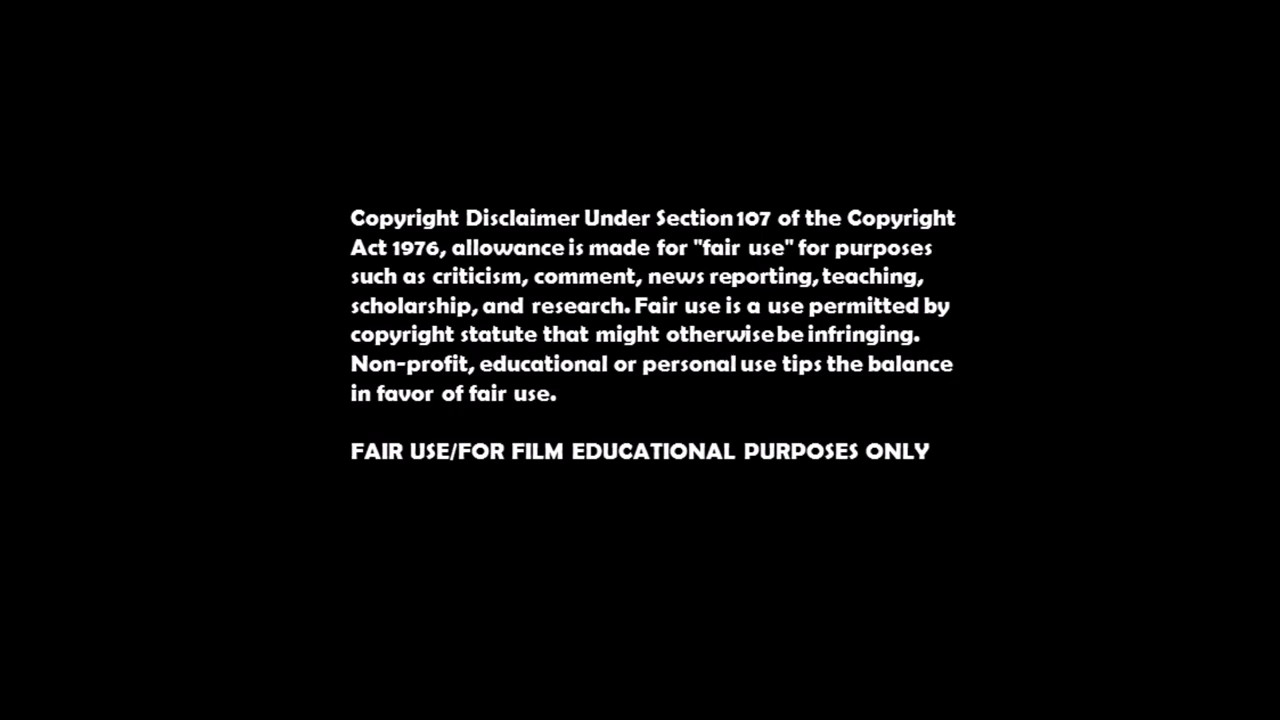 Copyright Disclaimer Under Section 107 of the Copyright
Act 1976, allowance is made for "fair use" for purposes
such as criticism, comment, news reporting, teaching,
scholarship, and research. Fair use is a use permitted by
copyright statute that might otherwise be infringing.
Non-profit, educational or personal use tips the balance
in favor of fair use.
FAIR USE/FOR FILM EDUCATIONAL PURPOSES ONLY